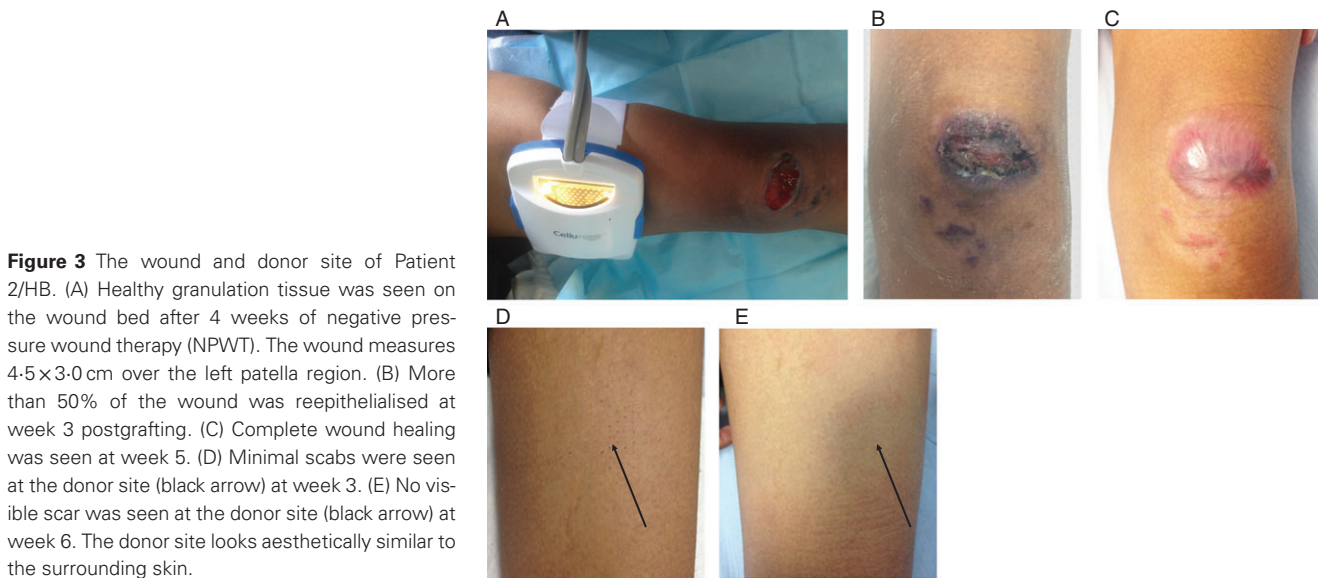 A
B
C
Figure 3 The wound and donor site of Patient
2/HB. (A) Healthy granulation tissue was seen on
the wound bed after 4 weeks of negative pres-
sure wound therapy (NPWT). The wound measures
4·5×3·0 cm over the left patella region. (B) More
than 50% of the wound was reepithelialised at
week 3 postgrafting. (C) Complete wound healing
was seen at week 5. (D) Minimal scabs were seen
at the donor site (black arrow) at week 3. (E) No vis-
ible scar was seen at the donor site (black arrow) at
week 6. The donor site looks aesthetically similar to
the surrounding skin.
D
E